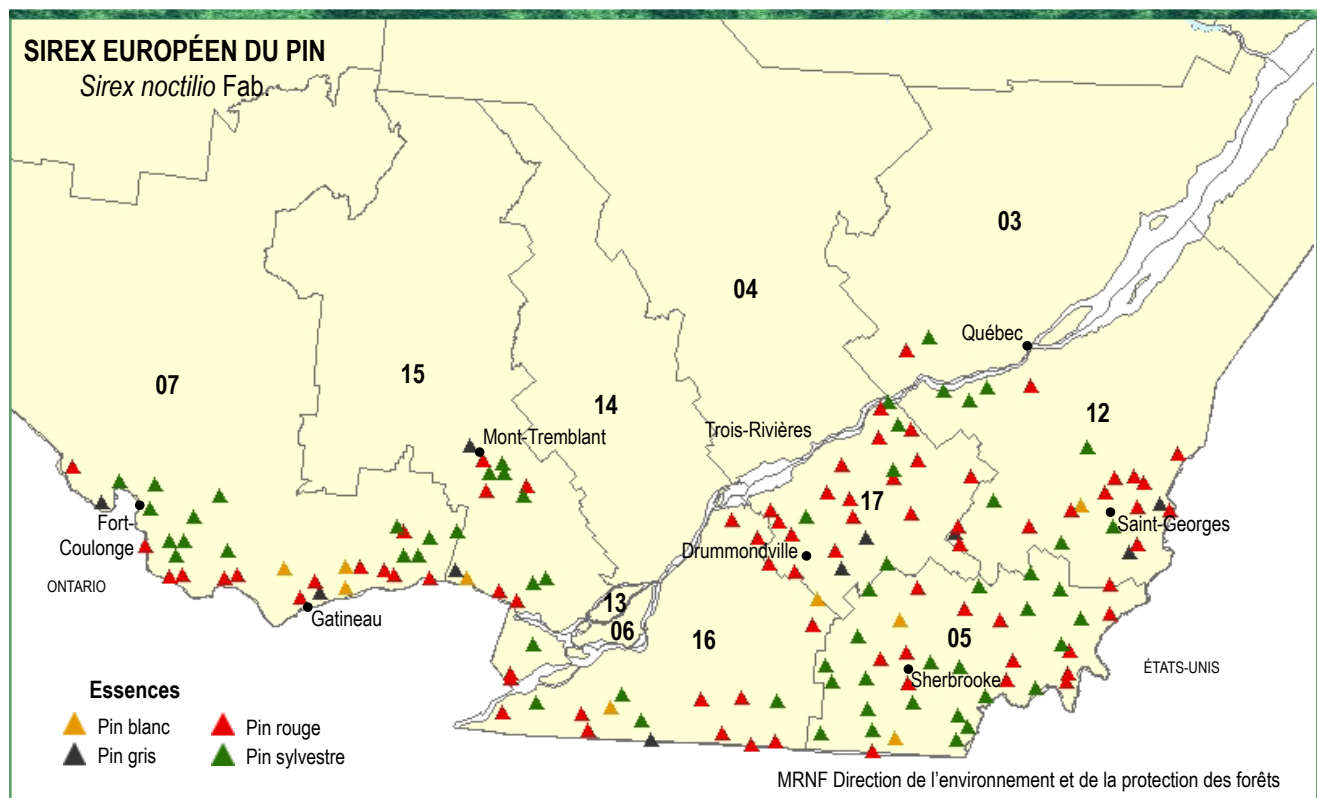 SIREX EUROPÉEN DU PIN
Sirex noctilio Fab.
03
04
Québec
07
15
14
12
Mont-Tremblant
Trois-Rivières
17
Fort-
Coulonge
Saint-Georges
Drummondville
ONTARIO
Gatineau
13
06
16
05
Sherbrooke
ÉTATS-UNIS
Essences
Pin blanc
Pin rouge
Pin gris
Pin sylvestre
MRNF Direction de l'environnement et de la protection des forêts